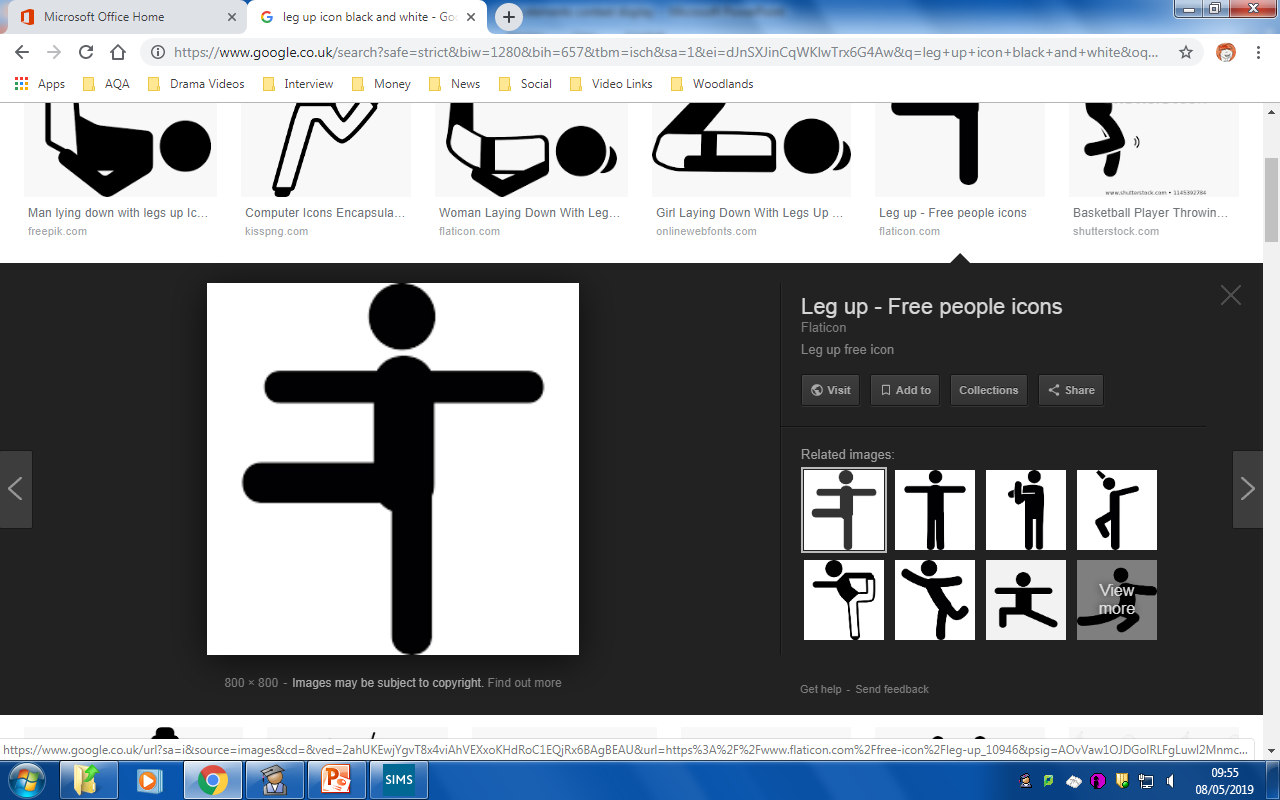 Microsoft Office Home
leg up icon black and white - Goo
https://www.google.co.uk/search?safe=strict&biw=1280&bih=657&tbm=isch&sa=1&ei=dJnSXJinCqWKlwTrx6G4Aw&q=leg+up+icon+black+and+white&oq...
Apps AQA Drama Videos Interview Money News Social Video Links Woodlands
www.shutterstock.com • 1145392784
Man lying down with legs up Ic...
freepik.com
Computer Icons Encapsula...
kisspng.com
Woman Laying Down With Leg...
flaticon.com
Girl Laying Down With Legs Up ...
onlinewebfonts.com
Leg up - Free people icons
flaticon.com
Basketball Player Throwin...
shutterstock.com
Leg up - Free people icons
Flaticon
Leg up free icon
Visit Add to Collections Share
Related images:
View
more
800 × 800 - Images may be subject to copyright. Find out more
Get help - Send feedback
https://www.google.co.uk/url?sa=i&source=images&cd=&ved=2ahUKEwjYgvT8x4viAhVEXxoKHdRoC1EQjRx6BAgBEAU&url=https%3A%2F%2Fwww.flaticon.com%2Ffree-icon%2Fleg-up_10946&psig=AOvVaw1OJDGolRLFgLuwl2Mnmc...
SIMS
09:55
08/05/2019